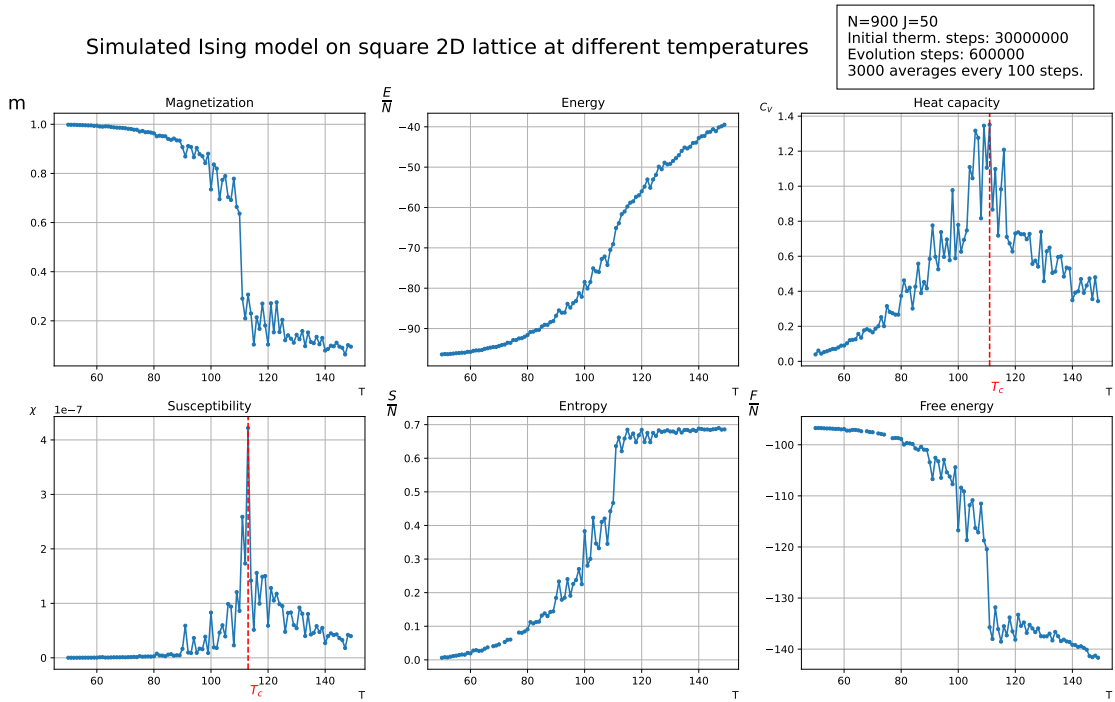 Simulated Ising model on square 2D lattice at different temperatures
N=900 J=50
Initial therm. steps: 30000000
Evolution steps: 600000
3000 averages every 100 steps.
m
Magnetization
1.0
0.8
0.6
0.4
0.2
60 80 100 120 140
T
E
N
Energy
−40
−50
−60
−70
−80
−90
60 80 100 120 140
T
C_V
Heat capacity
1.4
1.2
1.0
0.8
0.6
0.4
0.2
0.0
60 80 100 120 140
T_c
T
χ
1e−7
Susceptibility
4
3
2
1
0
60 80 100 120 140
T_c
T
S
N
Entropy
0.7
0.6
0.5
0.4
0.3
0.2
0.1
0.0
60 80 100 120 140
T
F
N
Free energy
−100
−110
−120
−130
−140
60 80 100 120 140
T